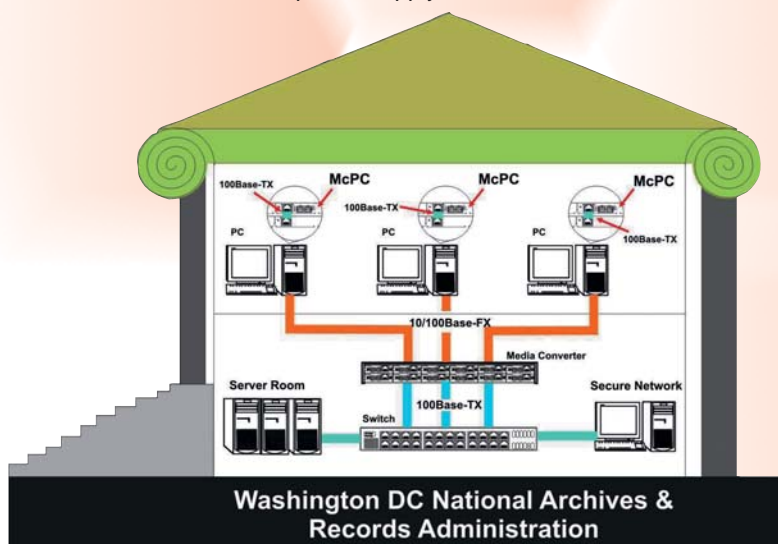 McPC
McPC
McPC
100Base-TX
100Base-TX
100Base-TX
PC
PC
PC
10/100Base-FX
Media Converter
Server Room
100Base-TX
Secure Network
Switch
Washington DC National Archives &
Records Administration